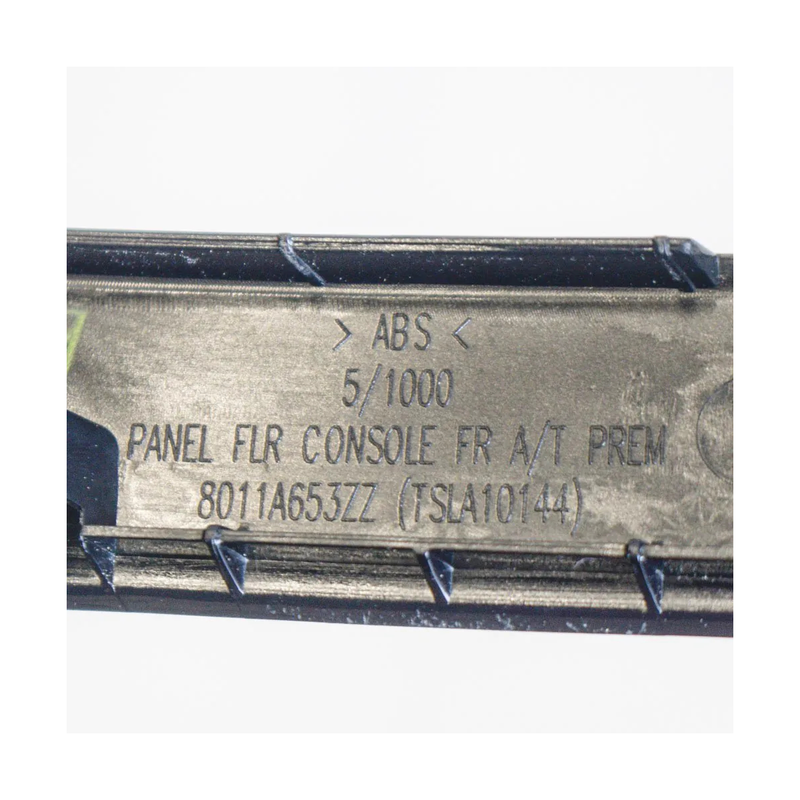 > ABS <
5/1000
PANEL FLR CONSOLE FR A/T PREM
8011A653ZZ (TSLA10144)